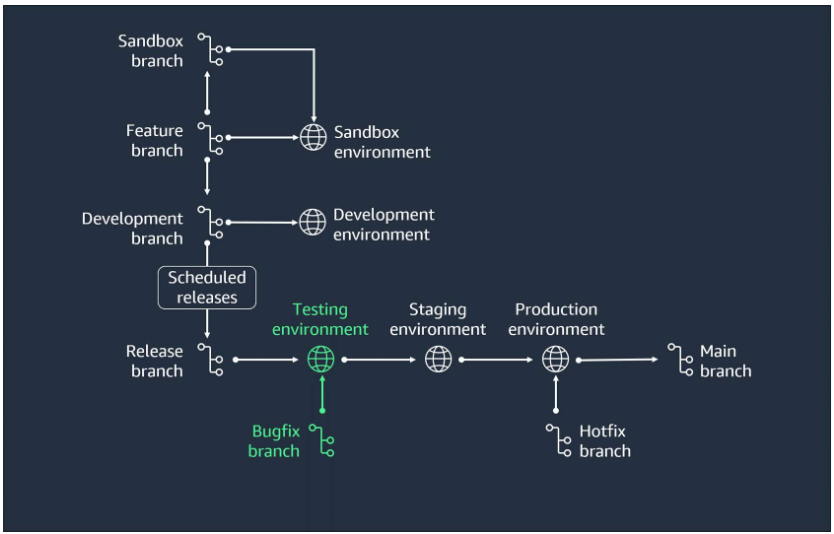 Sandbox
branch
Feature
branch
Sandbox
environment
Development
branch
Development
environment
Scheduled
releases
Testing
environment
Staging
environment
Production
environment
Release
branch
Main
branch
Bugfix
branch
Hotfix
branch